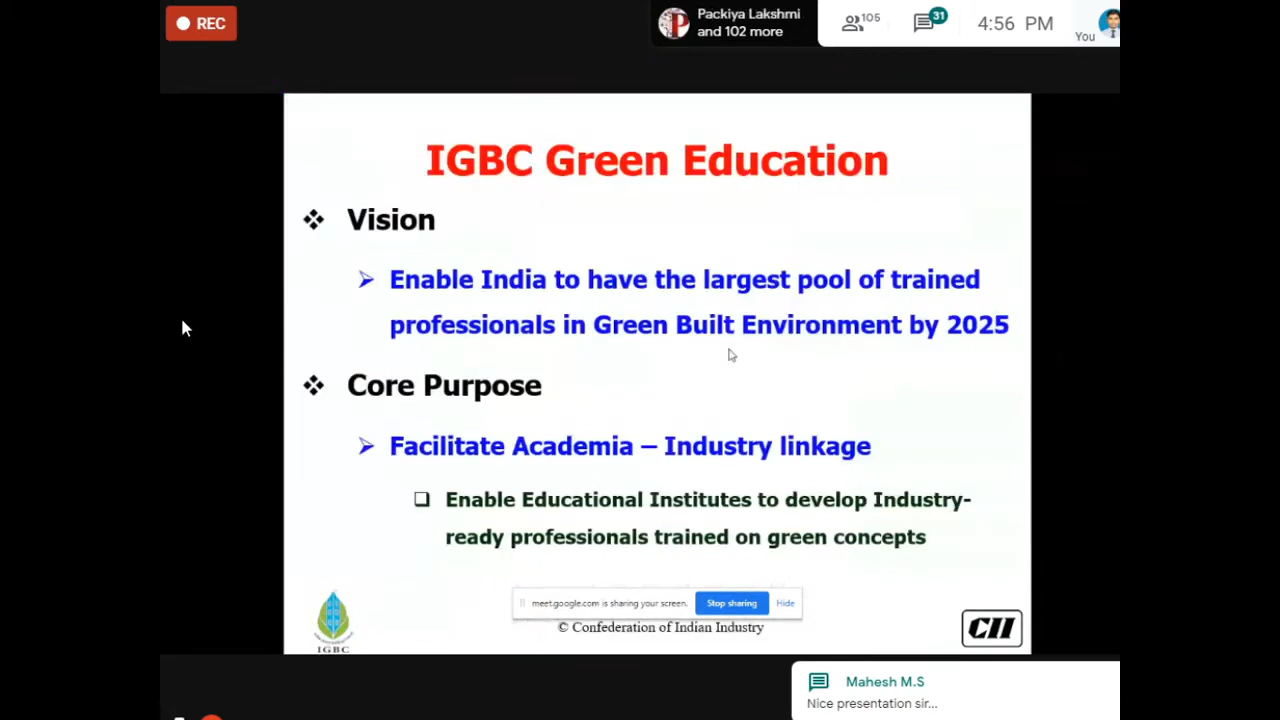 REC
Packiya Lakshmi
and 102 more
105
31
4:56 PM
You
IGBC Green Education
Vision
Enable India to have the largest pool of trained
professionals in Green Built Environment by 2025
Core Purpose
Facilitate Academia – Industry linkage
Enable Educational Institutes to develop Industry-
ready professionals trained on green concepts
meet.google.com is sharing your screen.
Stop sharing
Hide
© Confederation of Indian Industry
IGBC
CII
Mahesh M.S
Nice presentation sir...